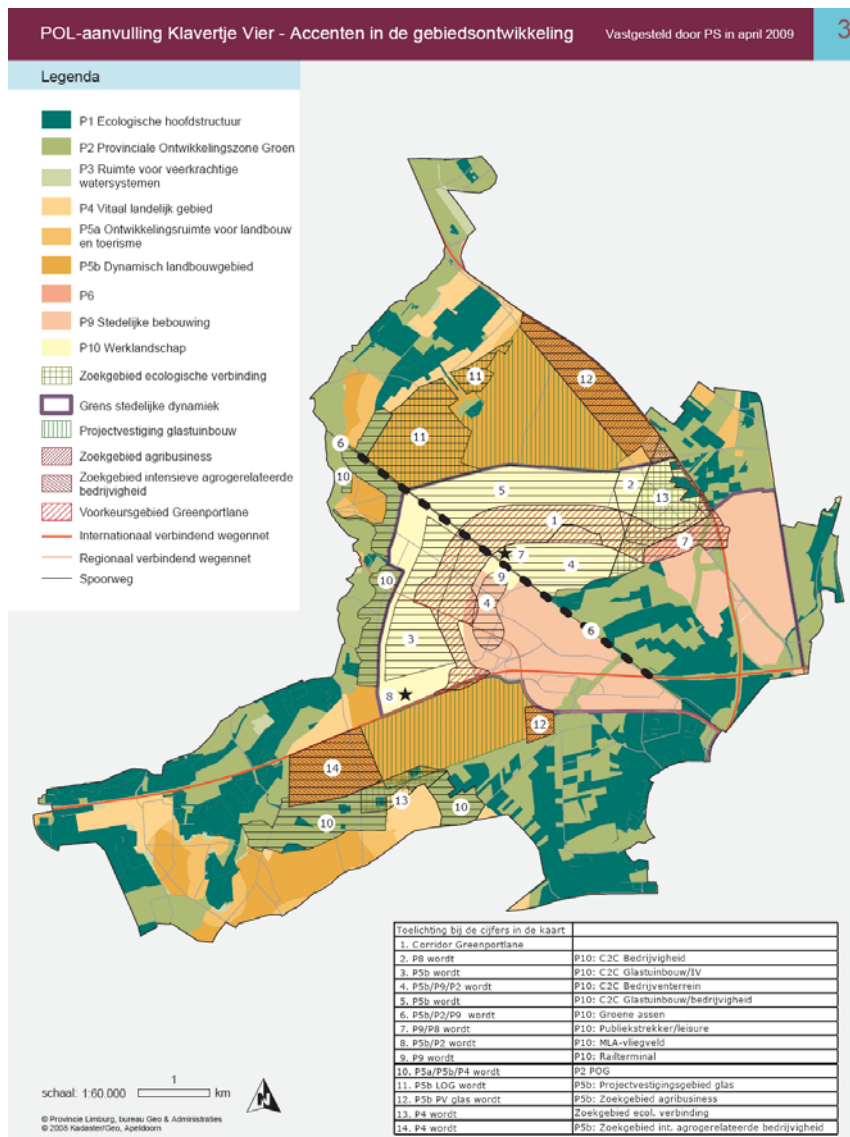 POL-aanvulling Klavertje Vier - Accenten in de gebiedsontwikkeling Vastgesteld door PS in april 2009 3
Legenda
P1 Ecologische hoofdstructuur
P2 Provinciale Ontwikkelingszone Groen
P3 Ruimte voor veerkrachtige
watersystemen
P4 Vitaal landelijk gebied
P5a Ontwikkelingsruimte voor landbouw
en toerisme
P5b Dynamisch landbouwgebied
P6
P9 Stedelijke bebouwing
P10 Werklandschap
Zoekgebied ecologische verbinding
Grens stedelijke dynamiek
Projectvestiging glastuinbouw
Zoekgebied agribusiness
Zoekgebied intensieve agrogerelateerde
bedrijvigheid
Voorkeursgebied Greenportlane
Internationaal verbindend wegennet
Regionaal verbindend wegennet
Spoorweg
11
12
11
6
10
5
2
13
1
7
7
4
9
10
4
3
6
8
12
14
13
10
10
Toelichting bij de cijfers in de kaart
1. Corridor Greenportlane
2. P8 wordt P10: C2C Bedrijvigheid
3. P5b wordt P10: C2C Glastuinbouw/IV
4. P5b/P9/P2 wordt P10: C2C Bedrijventerrein
5. P5b wordt P10: C2C Glastuinbouw/bedrijvigheid
6. P5b/P2/P9 wordt P10: Groene assen
7. P9/P8 wordt P10: Publiekstrekker/leisure
8. P5b/P2 wordt P10: MLA-vliegveld
9. P9 wordt P10: Railterminal
10. P5a/P5b/P4 wordt P2 POG
11. P5b LOG wordt P5b: Projectvestigingsgebied glas
12. P5b PV glas wordt P5b: Zoekgebied agribusiness
13. P4 wordt Zoekgebied ecol. verbinding
14. P4 wordt P5b: Zoekgebied int. agrogerelateerde bedrijvigheid
schaal: 1:60.000 1 km
© Provincie Limburg, bureau Geo & Administraties
© 2008 Kadaster/Geo, Apeldoorn